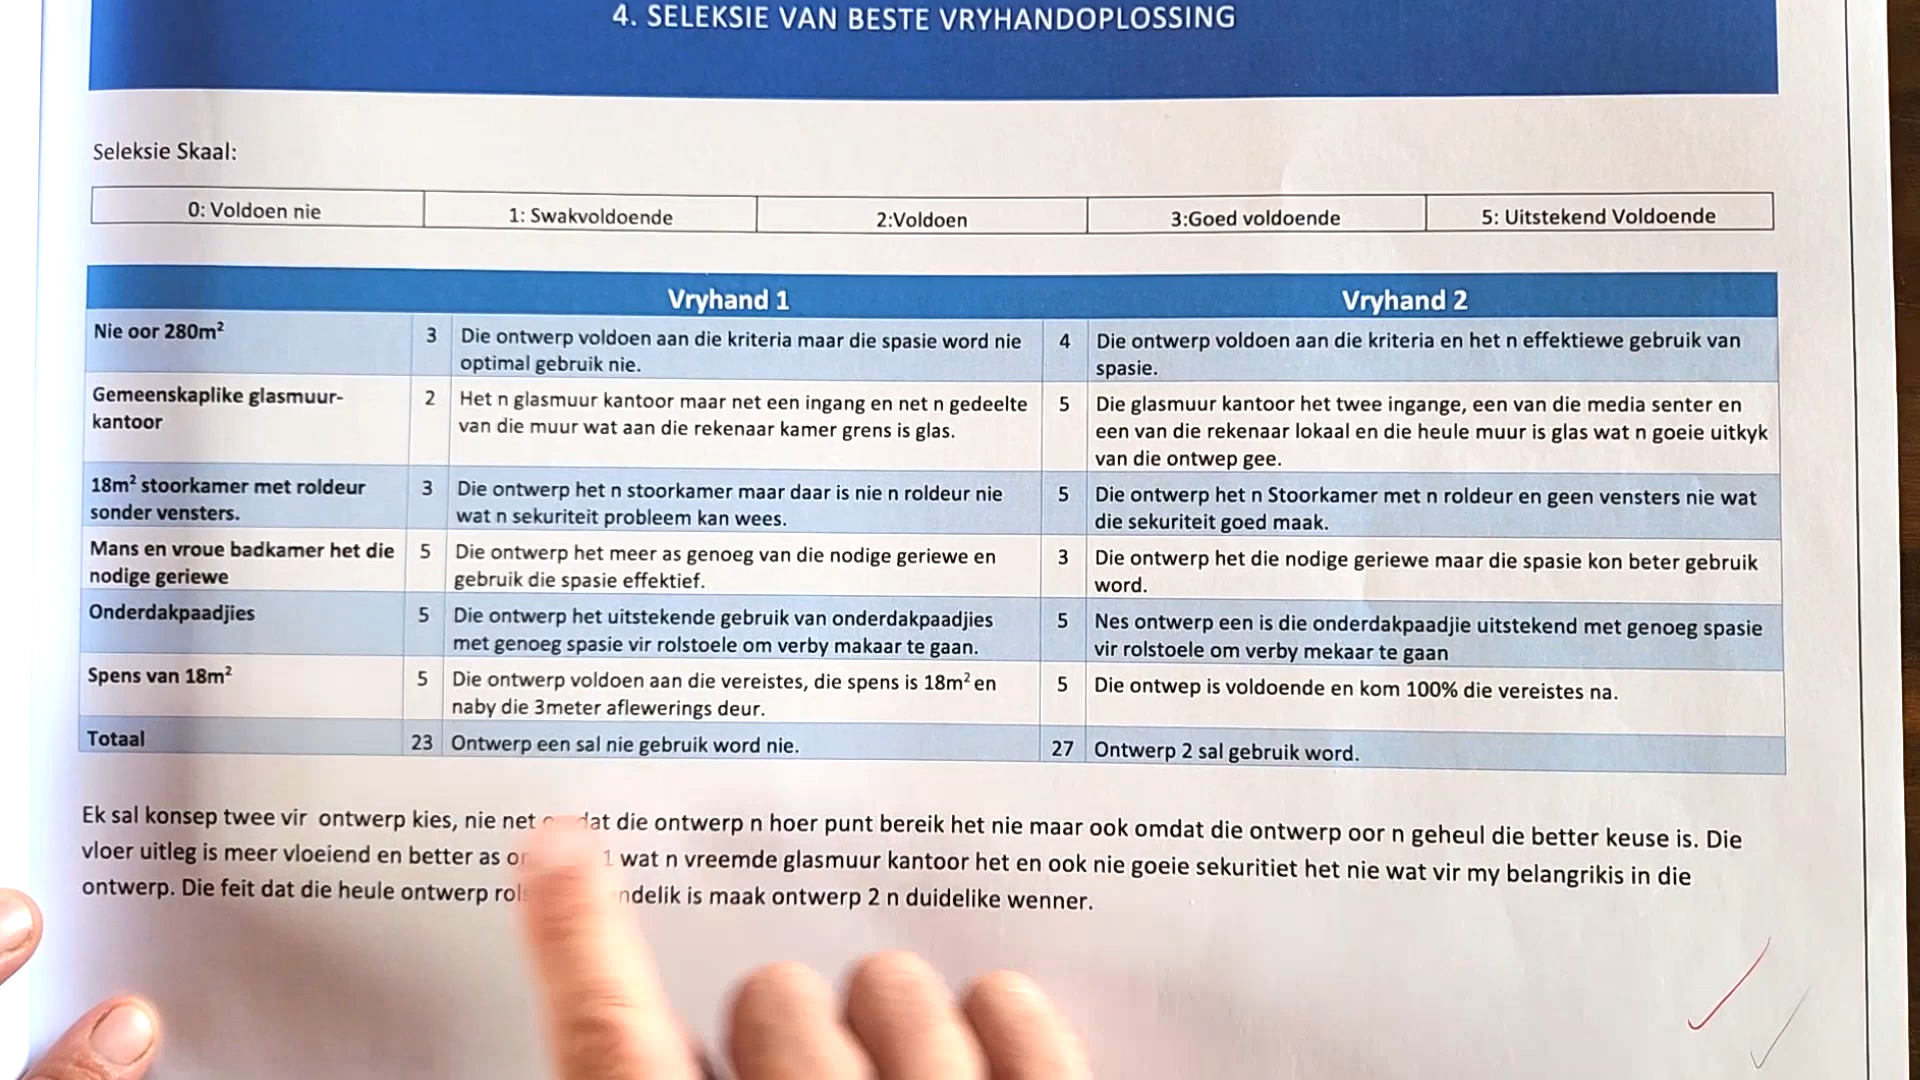 4. SELEKSIE VAN BESTE VRYHANDOPLOSSING
Seleksie Skaal:
0: Voldoen nie
1: Swakvoldoende
2:Voldoen
3:Goed voldoende
5: Uitstekend Voldoende
Vryhand 1
Vryhand 2
Nie oor 280m²
3
Die ontwerp voldoen aan die kriteria maar die spasie word nie
optimal gebruik nie.
4
Die ontwerp voldoen aan die kriteria en het n effektiewe gebruik van
spasie.
Gemeenskaplike glasmuur-
kantoor
2
Het n glasmuur kantoor maar net een ingang en net n gedeelte
van die muur wat aan die rekenaar kamer grens is glas.
5
Die glasmuur kantoor het twee ingange, een van die media senter en
een van die rekenaar lokaal en die heule muur is glas wat n goeie uitkyk
van die ontwep gee.
18m² stoorkamer met roldeur
sonder vensters.
3
Die ontwerp het n stoorkamer maar daar is nie n roldeur nie
wat n sekuriteit probleem kan wees.
5
Die ontwerp het n Stoorkamer met n roldeur en geen vensters nie wat
die sekuriteit goed maak.
Mans en vroue badkamer het die
nodige geriewe
5
Die ontwerp het meer as genoeg van die nodige geriewe en
gebruik die spasie effektief.
3
Die ontwerp het die nodige geriewe maar die spasie kon beter gebruik
word.
Onderdakpaadjies
5
Die ontwerp het uitstekende gebruik van onderdakpaadjies
met genoeg spasie vir rolstoele om verby makaar te gaan.
5
Nes ontwerp een is die onderdakpaadjie uitstekend met genoeg spasie
vir rolstoele om verby mekaar te gaan
Spens van 18m²
5
Die ontwerp voldoen aan die vereistes, die spens is 18m² en
naby die 3meter aflewerings deur.
5
Die ontwep is voldoende en kom 100% die vereistes na.
Totaal
23
Ontwerp een sal nie gebruik word nie.
27
Ontwerp 2 sal gebruik word.
Ek sal konsep twee vir ontwerp kies, nie net die ontwerp n hoer punt bereik het nie maar ook omdat die ontwerp oor n geheul die better keuse is. Die
vloer uitleg is meer vloeiend en better as 1 wat n vreemde glasmuur kantoor het en ook nie goeie sekuritiet het nie wat vir my belangrikis in die
ontwerp. Die feit dat die heule ontwerp is maak ontwerp 2 n duidelike wenner.